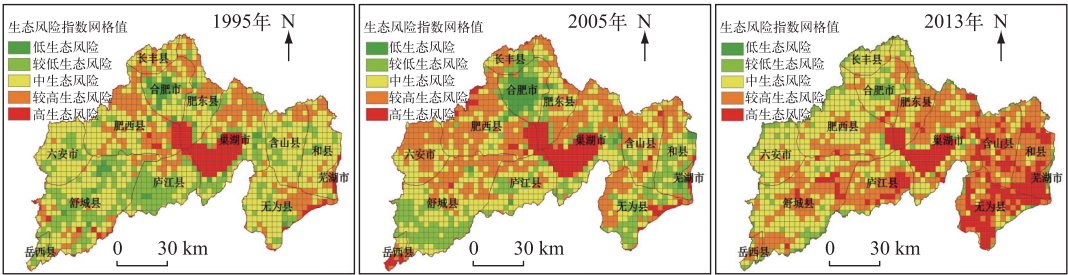 1995年 N
生态风险指数网格值
低生态风险
较低生态风险
中生态风险
较高生态风险
高生态风险
长丰县
合肥市
肥东县
肥西县
巢湖市
含山县
和县
六安市
庐江县
芜湖市
舒城县
无为县
岳西县
0 30 km
2005年 N
生态风险指数网格值
低生态风险
较低生态风险
中生态风险
较高生态风险
高生态风险
长丰县
合肥市
肥东县
肥西县
巢湖市
含山县
和县
六安市
庐江县
芜湖市
舒城县
无为县
岳西县
0 30 km
2013年 N
生态风险指数网格值
低生态风险
较低生态风险
中生态风险
较高生态风险
高生态风险
长丰县
合肥市
肥东县
肥西县
巢湖市
含山县
和县
六安市
庐江县
芜湖市
舒城县
无为县
岳西县
0 30 km